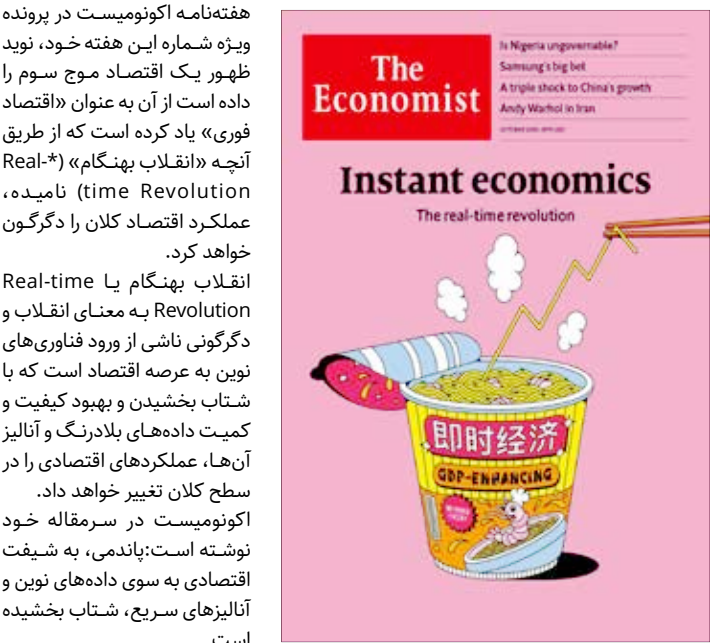 هفته‌نامه اکونومیست در پرونده
ویژه شماره این هفته خود، نوید
ظهور یک اقتصاد موج سوم را
داده است از آن به عنوان «اقتصاد
فوری» یاد کرده است که از طریق
آنچه «انقلاب بهنگام» (*Real-
time Revolution) نامیده،
عملکرد اقتصاد کلان را دگرگون
خواهد کرد.
انقلاب بهنگام یا Real-time
Revolution به معنای انقلاب و
دگرگونی ناشی از ورود فناوری‌های
نوین به عرصه اقتصاد است که با
شتاب بخشیدن و بهبود کیفیت و
کمیت داده‌های بلادرنگ و آنالیز
آن‌ها، عملکردهای اقتصادی را در
سطح کلان تغییر خواهد داد.
اکونومیست در سرمقاله خود
نوشته است:پاندمی، به شیفت
اقتصادی به سوی داده‌های نوین و
آنالیزهای سریع، شتاب بخشیده
است
The
Economist
Is Nigeria ungovernable?
Samsung's big bet
A triple shock to China's growth
Andy Warhol in Iran
Instant economics
The real-time revolution
即时经济
GDP-ENHANCING